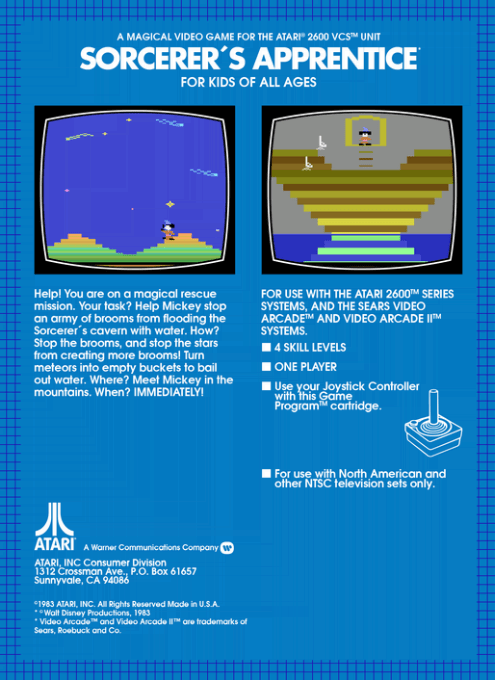 A MAGICAL VIDEO GAME FOR THE ATARI® 2600 VCS™ UNIT
SORCERER´S APPRENTICE*
FOR KIDS OF ALL AGES
Help! You are on a magical rescue
mission. Your task? Help Mickey stop
an army of brooms from flooding the
Sorcerer´s cavern with water. How?
Stop the brooms, and stop the stars
from creating more brooms! Turn
meteors into empty buckets to bail
out water. Where? Meet Mickey in the
mountains. When? IMMEDIATELY!
FOR USE WITH THE ATARI 2600™ SERIES
SYSTEMS, AND THE SEARS VIDEO
ARCADE™ AND VIDEO ARCADE II™
SYSTEMS.
■ 4 SKILL LEVELS
■ ONE PLAYER
■ Use your Joystick Controller
with this Game
Program™ cartridge.
■ For use with North American and
other NTSC television sets only.
ATARI® A Warner Communications Company
ATARI, INC Consumer Division
1312 Crossman Ave., P.O. Box 61657
Sunnyvale, CA 94086
©1983 ATARI, INC. All Rights Reserved Made in U.S.A.
* ©Walt Disney Productions, 1983
* Video Arcade™ and Video Arcade II™ are trademarks of
Sears, Roebuck and Co.